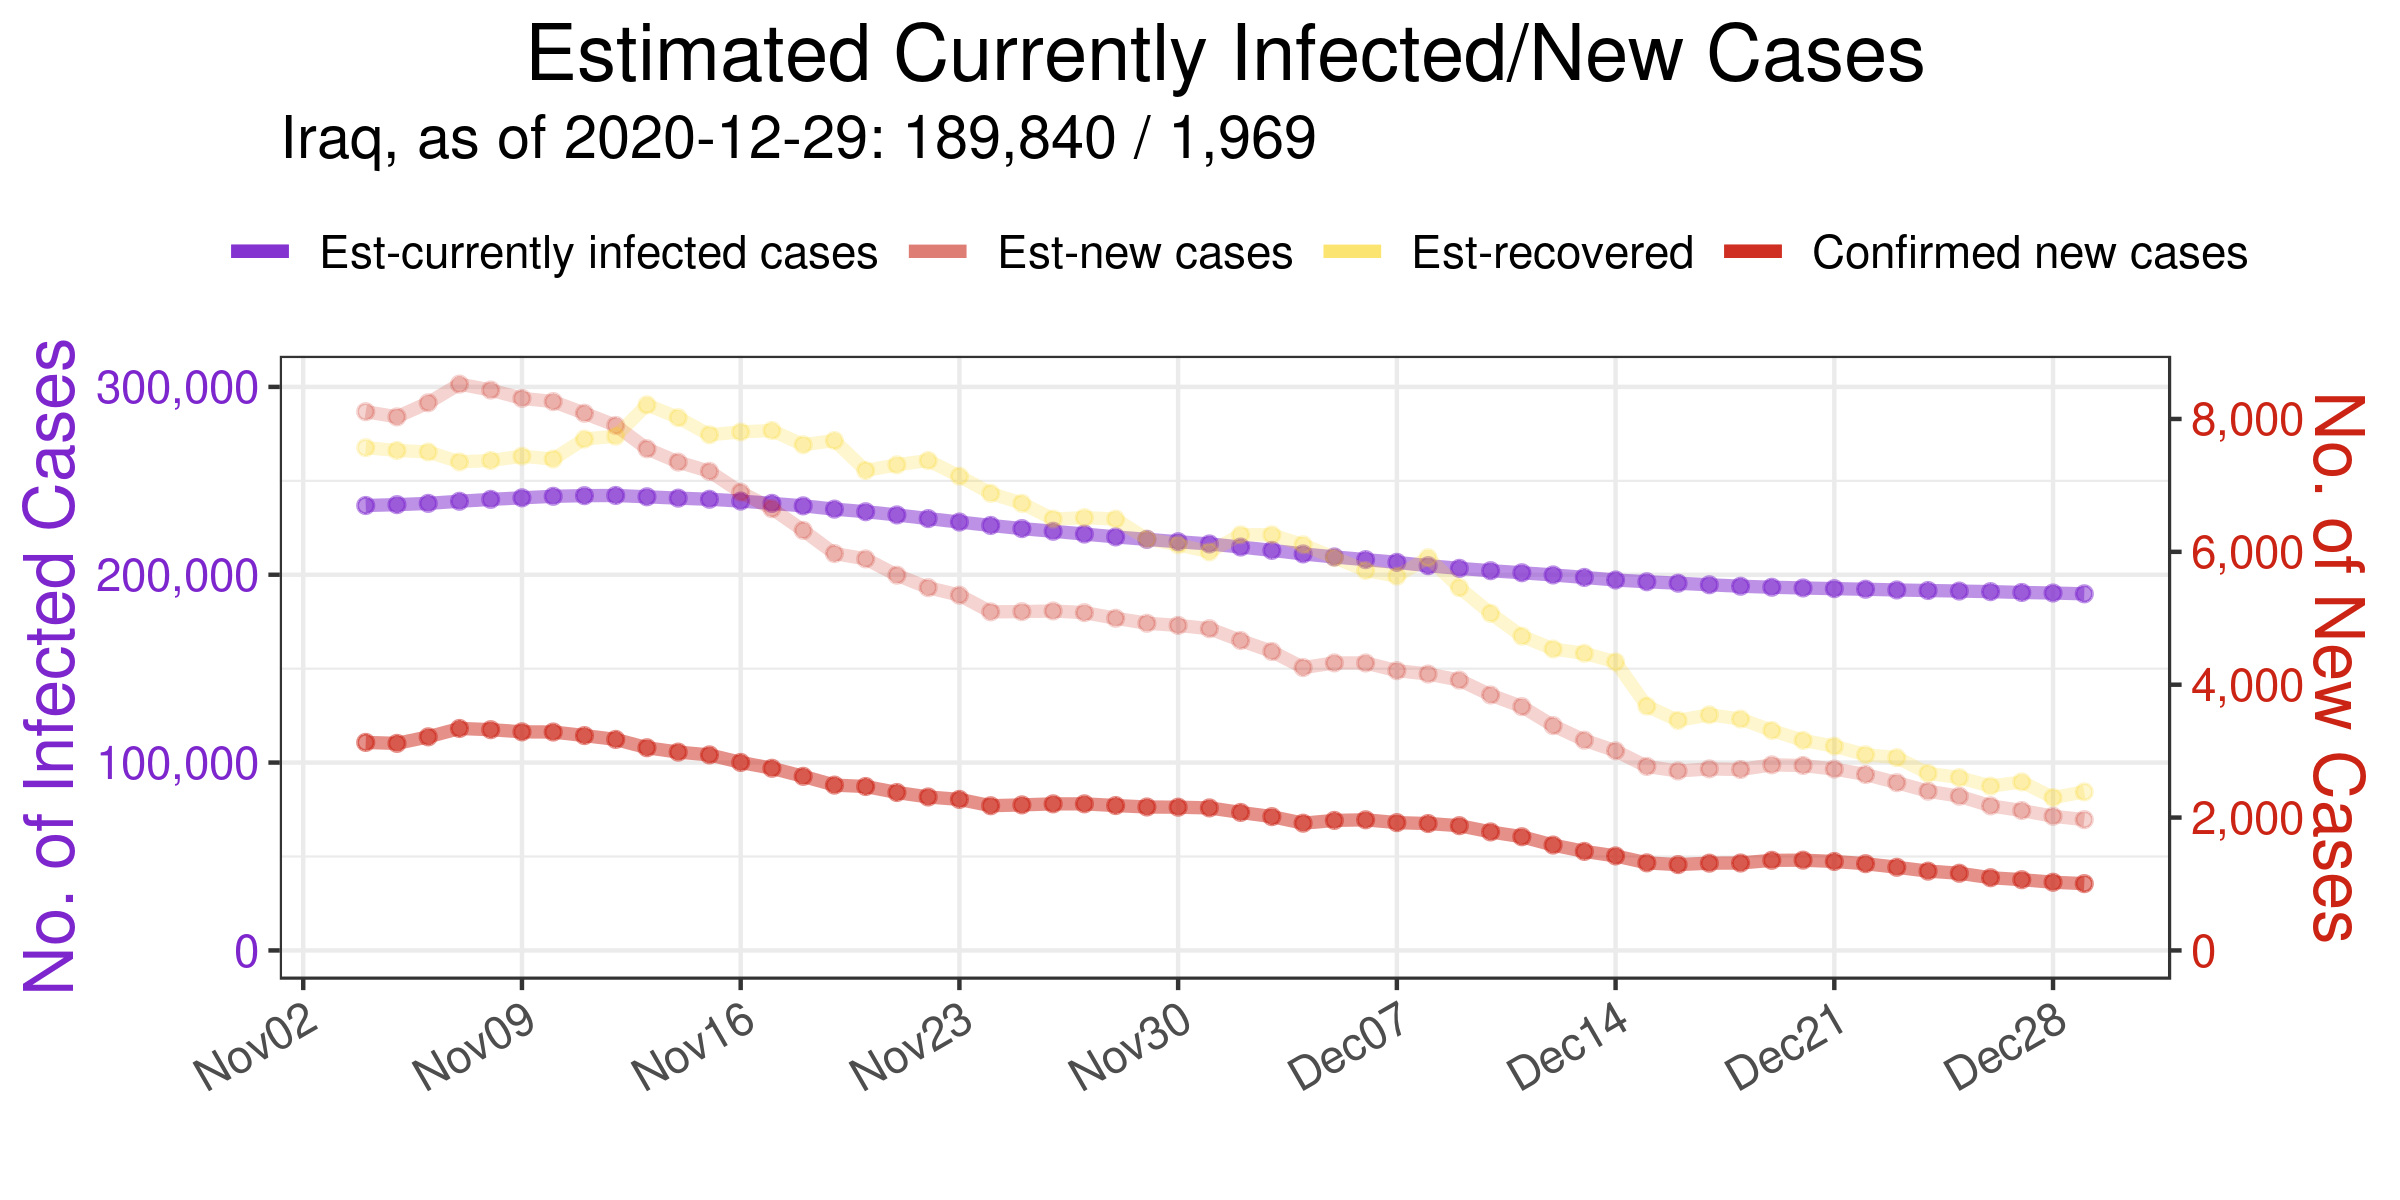 Estimated Currently Infected/New Cases
Iraq, as of 2020-12-29: 189,840 / 1,969
Est-currently infected cases Est-new cases Est-recovered Confirmed new cases
No. of Infected Cases
300,000
200,000
100,000
0
8,000
6,000
4,000
2,000
0
No. of New Cases
Nov02 Nov09 Nov16 Nov23 Nov30 Dec07 Dec14 Dec21 Dec28